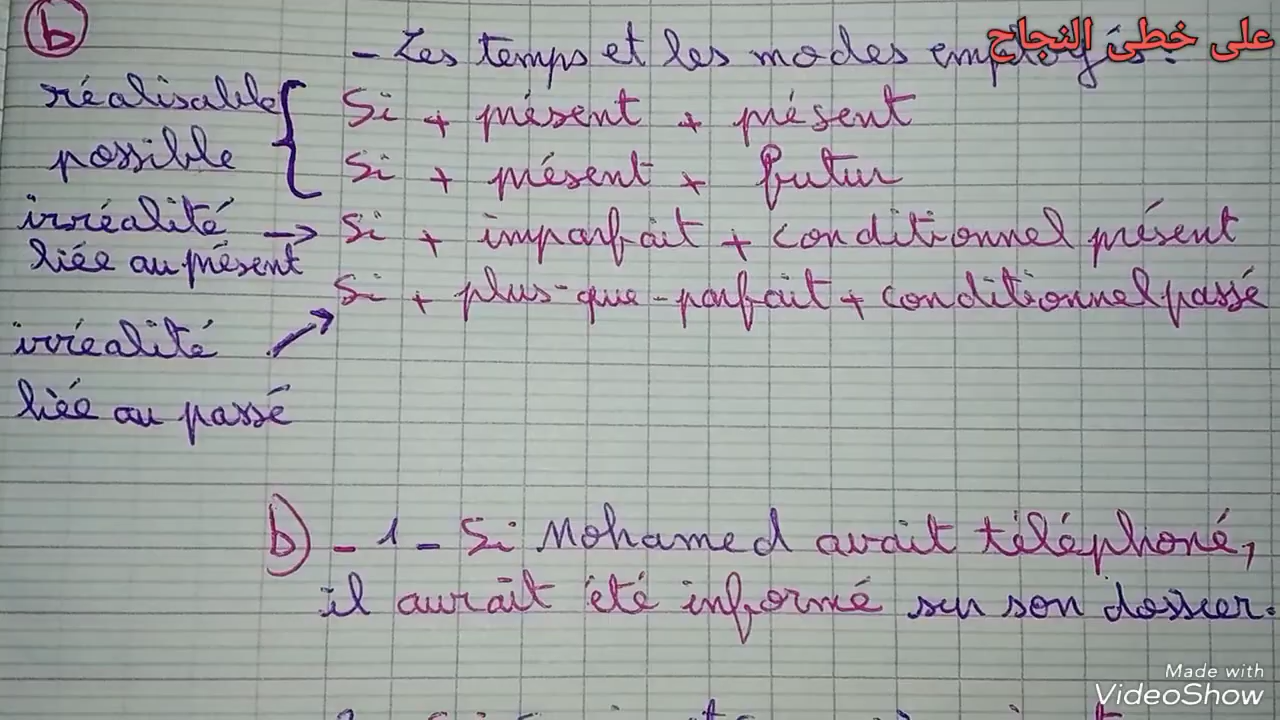 b
على خطى النجاح
- Les temps et les modes employés :
réalisable
possible
Si + présent + présent
Si + présent + futur
irréalité
liée au présent
→ Si + imparfait + conditionnel présent
Si + plus-que-parfait + conditionnel passé
irréalité
liée au passé
b) - 1 - Si Mohamed avait téléphoné,
il aurait été informé sur son dossier.
Made with
VideoShow